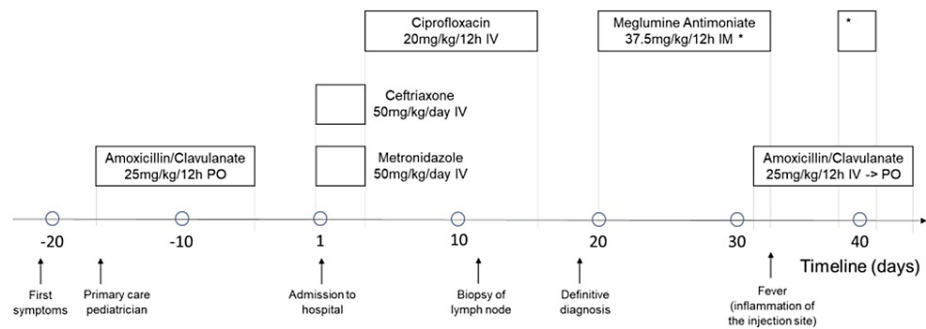 Ciprofloxacin
20mg/kg/12h IV
Meglumine Antimoniate
37.5mg/kg/12h IM *
*
Ceftriaxone
50mg/kg/day IV
Amoxicillin/Clavulanate
25mg/kg/12h PO
Metronidazole
50mg/kg/day IV
Amoxicillin/Clavulanate
25mg/kg/12h IV -> PO
-20
-10
1
10
20
30
40
Timeline (days)
First
symptoms
Primary care
pediatrician
Admission to
hospital
Biopsy of
lymph node
Definitive
diagnosis
Fever
(inflammation of
the injection site)